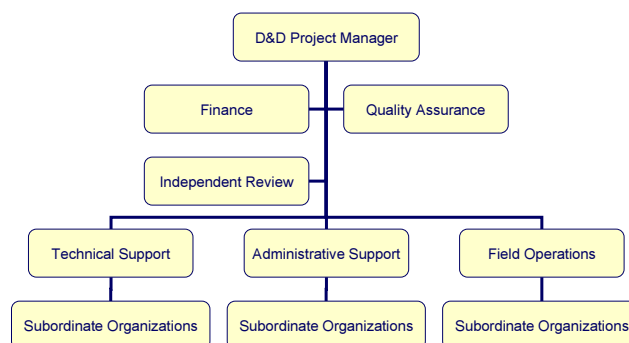 D&D Project Manager
Finance
Quality Assurance
Independent Review
Technical Support
Administrative Support
Field Operations
Subordinate Organizations
Subordinate Organizations
Subordinate Organizations